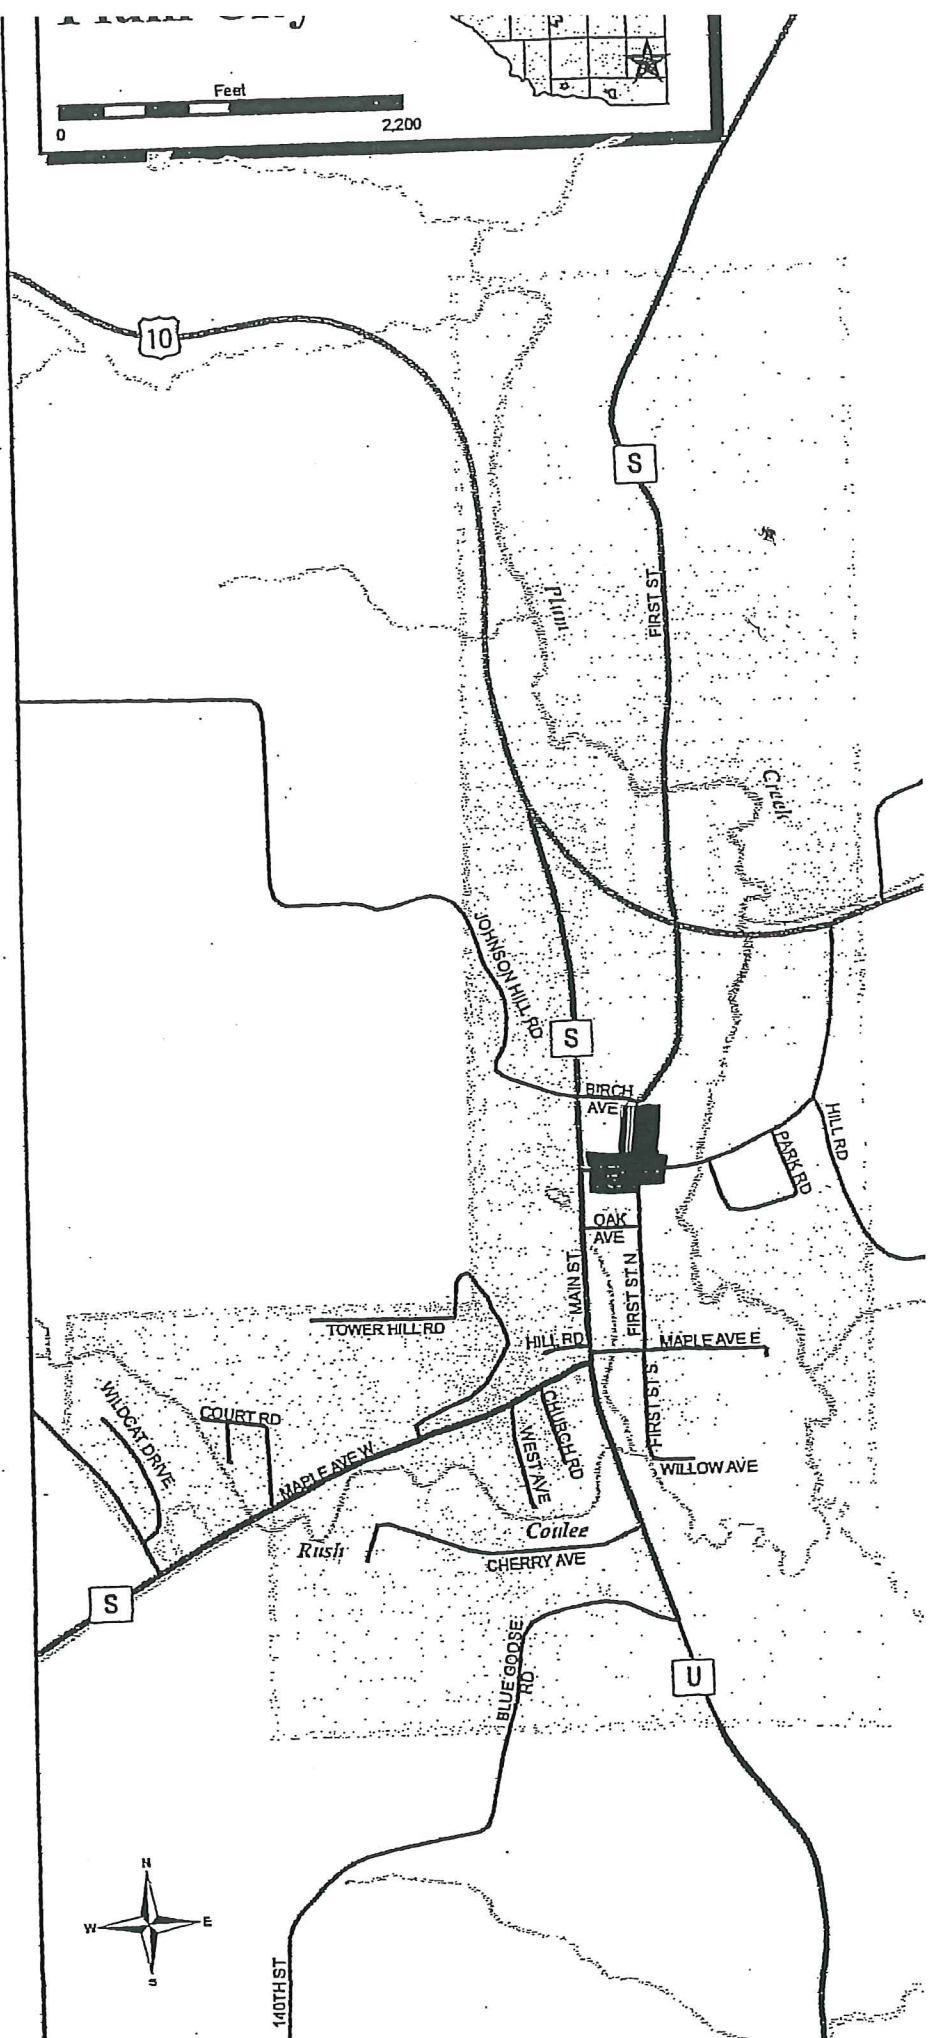 Plum City
Feet
0
2,200
10
S
FIRST ST
Plum
Creek
JOHNSON HILL RD
S
BIRCH
AVE
HILL RD
PARK RD
OAK
AVE
MAIN ST
FIRST ST N
TOWER HILL RD
HILL RD
MAPLE AVE E
WILDCAT DRIVE
COURT RD
CHURCH RD
FIRST ST S
WEST AVE
MAPLE AVE W
WILLOW AVE
Rush
Coulee
CHERRY AVE
S
BLUE GOOSE
RD
U
N
W
E
S
140TH ST